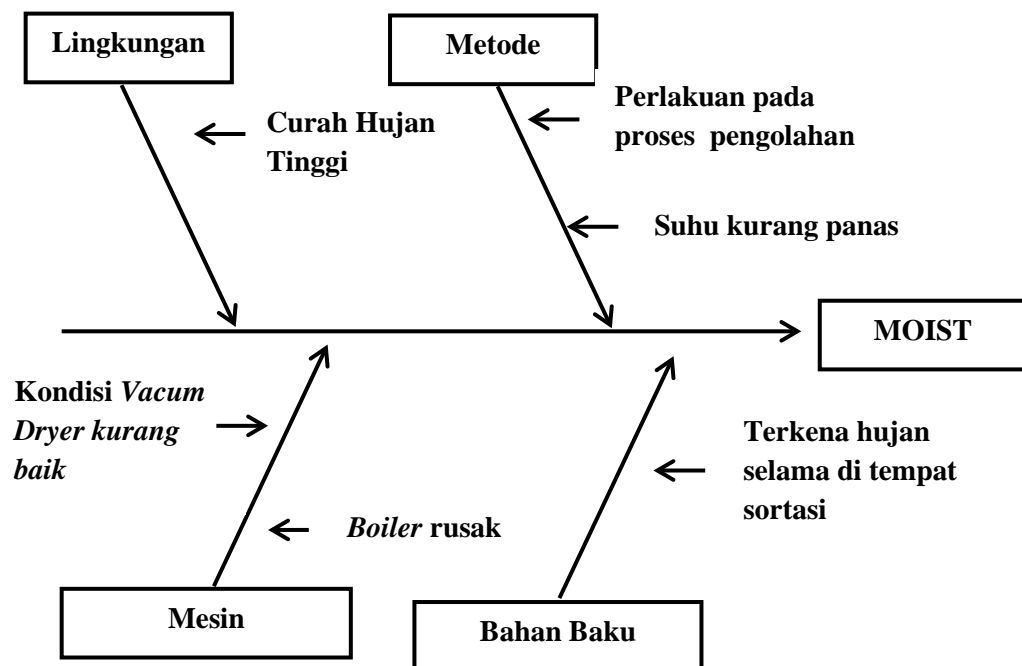 Lingkungan
Metode
Curah Hujan
Tinggi
Perlakuan pada
proses pengolahan
Suhu kurang panas
MOIST
Kondisi Vacum
Dryer kurang
baik
Boiler rusak
Terkena hujan
selama di tempat
sortasi
Mesin
Bahan Baku